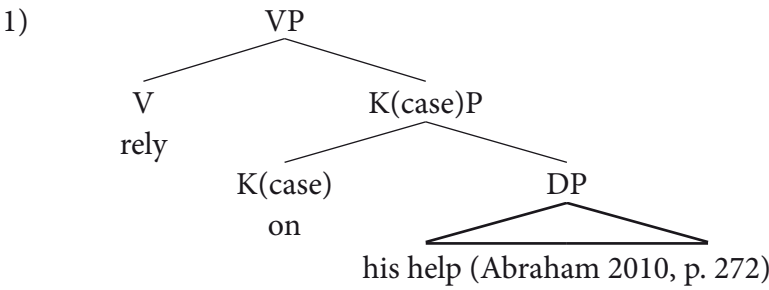 1) VP
V K(case)P
rely
K(case) DP
on
his help (Abraham 2010, p. 272)